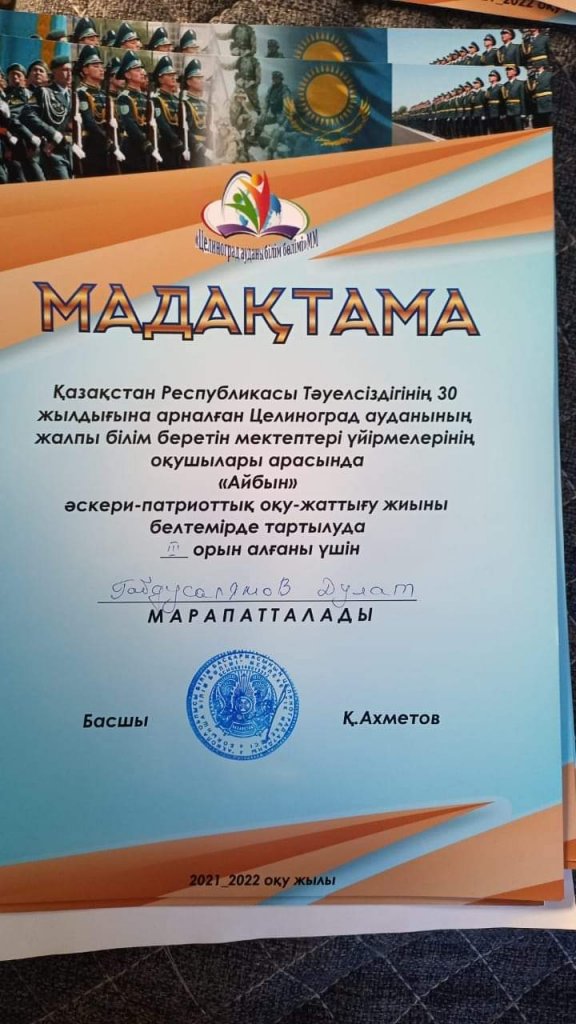 оқу
«Целиноград ауданы білім бөлімі» ММ
МАДАҚТАМА
Қазақстан Республикасы Тәуелсіздігінің 30
жылдығына арналған Целиноград ауданының
жалпы білім беретін мектептері үйірмелерінің
оқушылары арасында
«Айбын»
әскери-патриоттық оқу-жаттығу жиыны
белтемірде тартылуда
III орын алғаны үшін
Габдусалямов Дулат
МАРАПАТТАЛАДЫ
Басшы Қ.Ахметов
2021_2022 оқу жылы